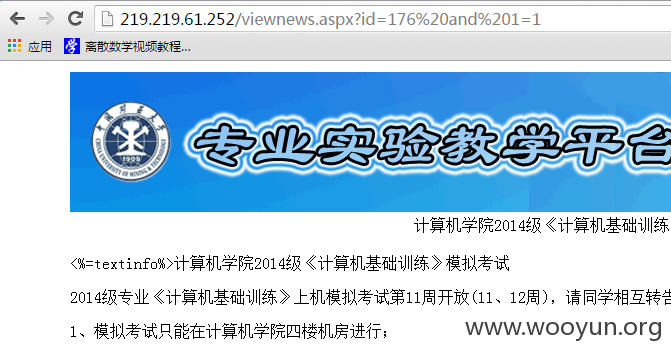 219.219.61.252/viewnews.aspx?id=176%20and%201=1
应用 离散数学视频教程...
专业实验教学平台
CHINA UNIVERSITY OF MINING & TECHNOLOGY
1909
计算机学院2014级《计算机基础训练
<%=textinfo%>计算机学院2014级《计算机基础训练》模拟考试
2014级专业《计算机基础训练》上机模拟考试第11周开放(11、12周),请同学相互转告
1、模拟考试只能在计算机学院四楼机房进行;
www.wooyun.org